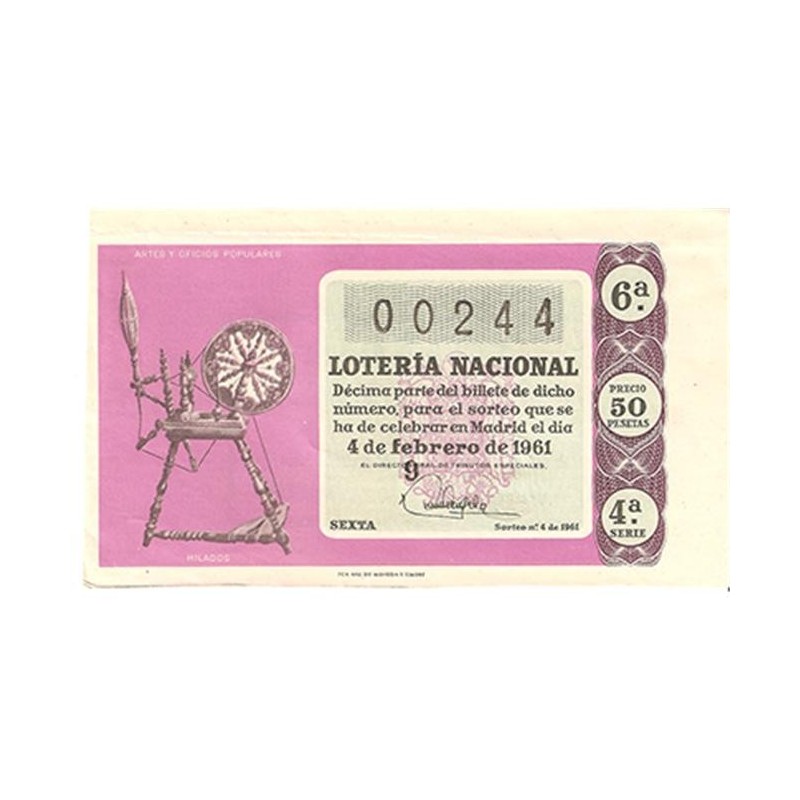 ARTES Y OFICIOS POPULARES
00244
LOTERÍA NACIONAL
Décima parte del billete de dicho
número, para el sorteo que se
ha de celebrar en Madrid el día
4 de febrero de 1961
EL DIRECTOR GENERAL DE TRIBUTOS ESPECIALES,
9
SEXTA
Sorteo nº. 4 de 1961
HILADOS
6ª.
PRECIO
50
PESETAS
4ª.
SERIE